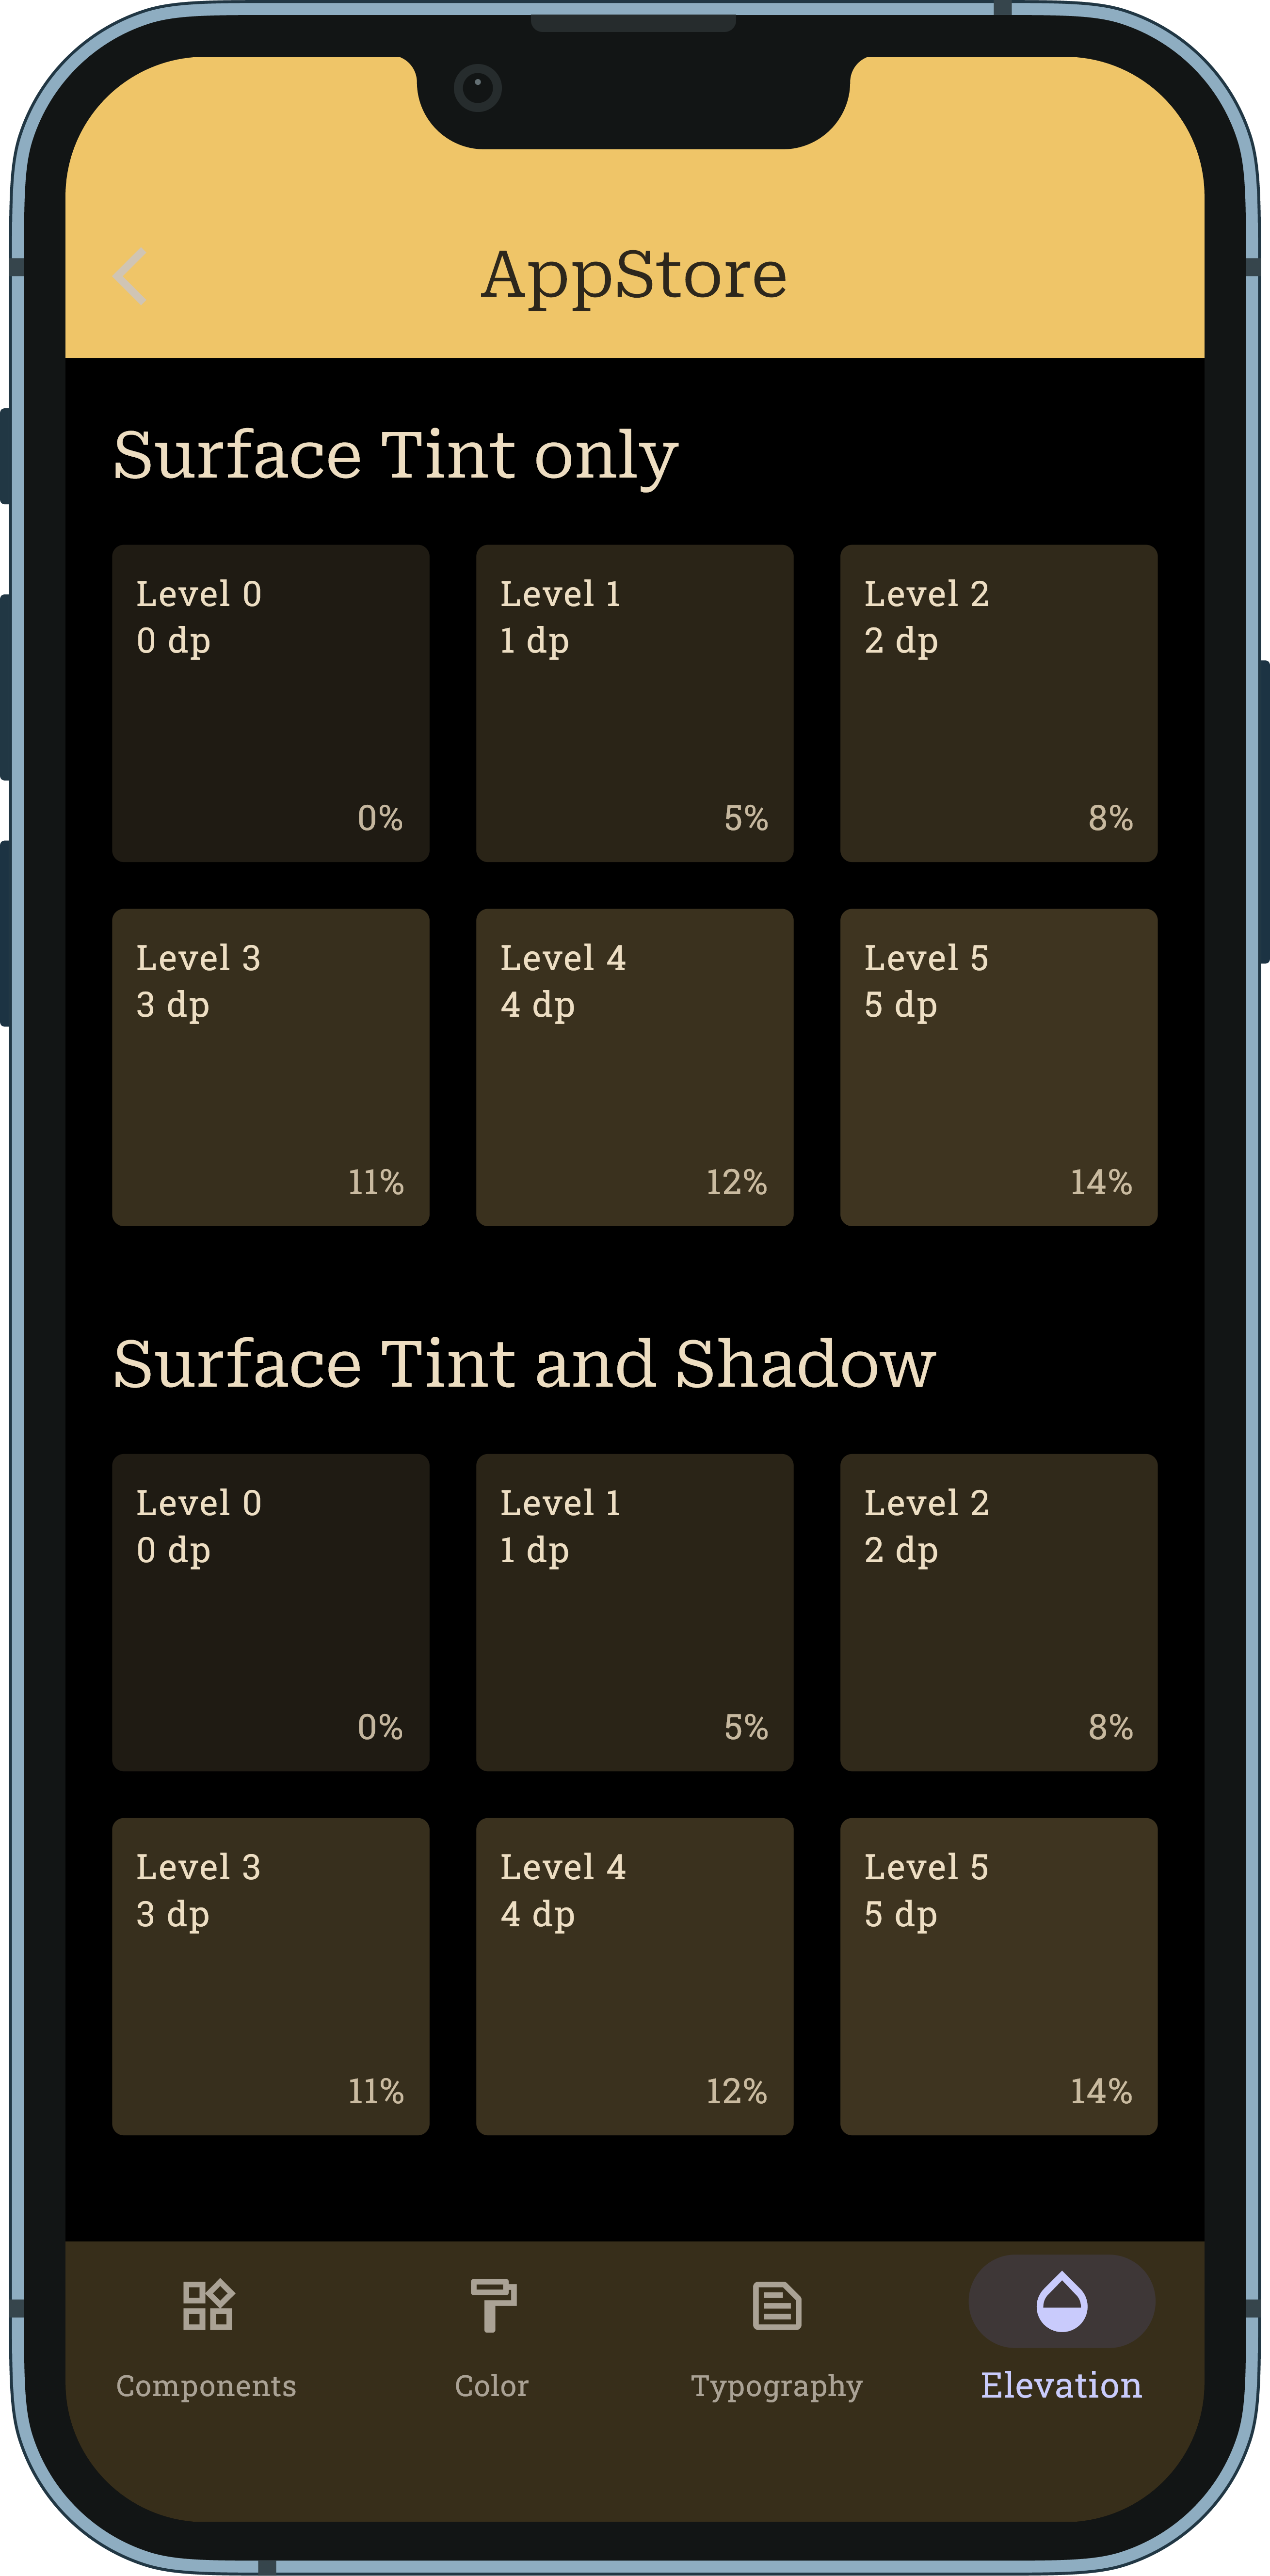 AppStore
Surface Tint only
Level 0
0 dp
0%
Level 1
1 dp
5%
Level 2
2 dp
8%
Level 3
3 dp
11%
Level 4
4 dp
12%
Level 5
5 dp
14%
Surface Tint and Shadow
Level 0
0 dp
0%
Level 1
1 dp
5%
Level 2
2 dp
8%
Level 3
3 dp
11%
Level 4
4 dp
12%
Level 5
5 dp
14%
Components
Color
Typography
Elevation